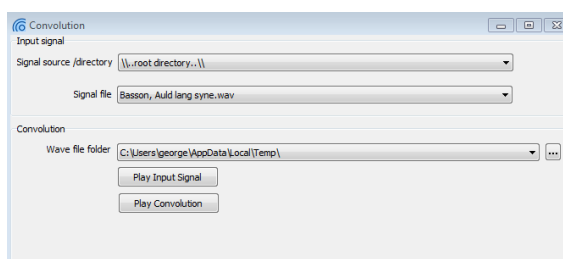 Convolution
Input signal
Signal source /directory \\..root directory..\\
Signal file Basson, Auld lang syne.wav
Convolution
Wave file folder C:\Users\george\AppData\Local\Temp\ ...
Play Input Signal
Play Convolution